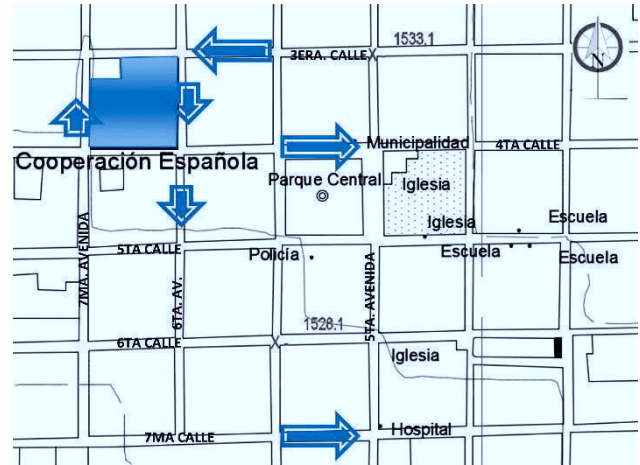 1533.1
3ERA. CALLE
X
N
Municipalidad
4TA CALLE
Cooperación Española
Parque Central
Iglesia
Iglesia
Escuela
7MA. AVENIDA
5TA CALLE
Policía
Escuela
Escuela
6TA. AV.
5TA. AVENIDA
1526.1
6TA CALLE
X
Iglesia
Hospital
7MA CALLE